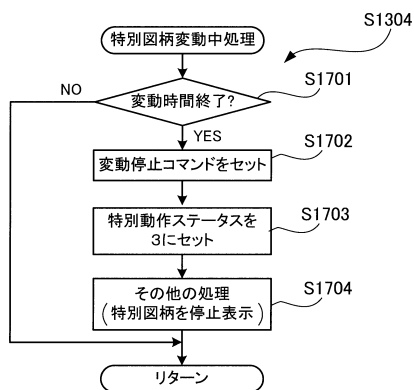 特別図柄変動中処理
S1304
変動時間終了?
S1701
NO
YES
変動停止コマンドをセット
S1702
特別動作ステータスを
3にセット
S1703
その他の処理
(特別図柄を停止表示)
S1704
リターン